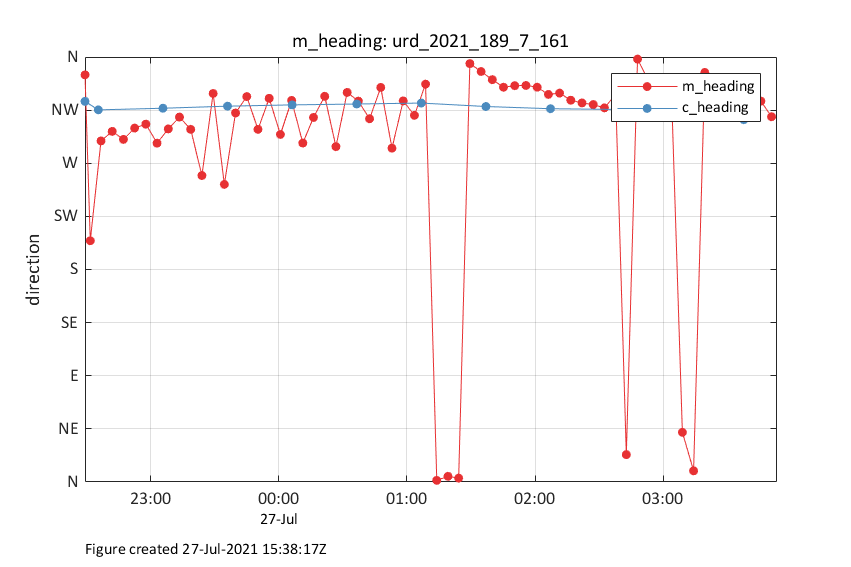 m_heading: urd_2021_189_7_161
N
NW
W
SW
S
SE
E
NE
N
direction
m_heading
c_heading
23:00
00:00
01:00
02:00
03:00
27-Jul
Figure created 27-Jul-2021 15:38:17Z